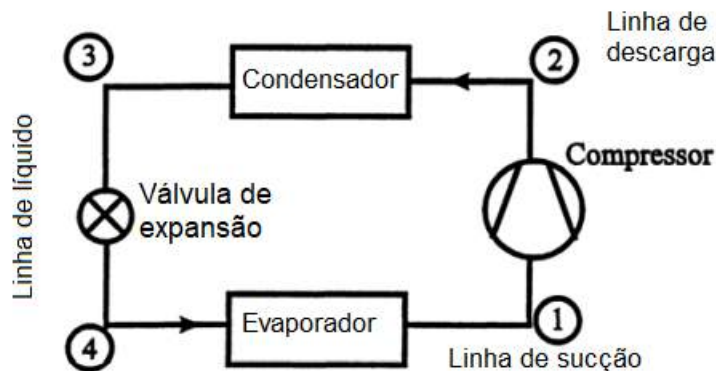 Linha de
descarga
3
Condensador
2
Compressor
Linha de líquido
Válvula de
expansão
Evaporador
1
4
Linha de sucção